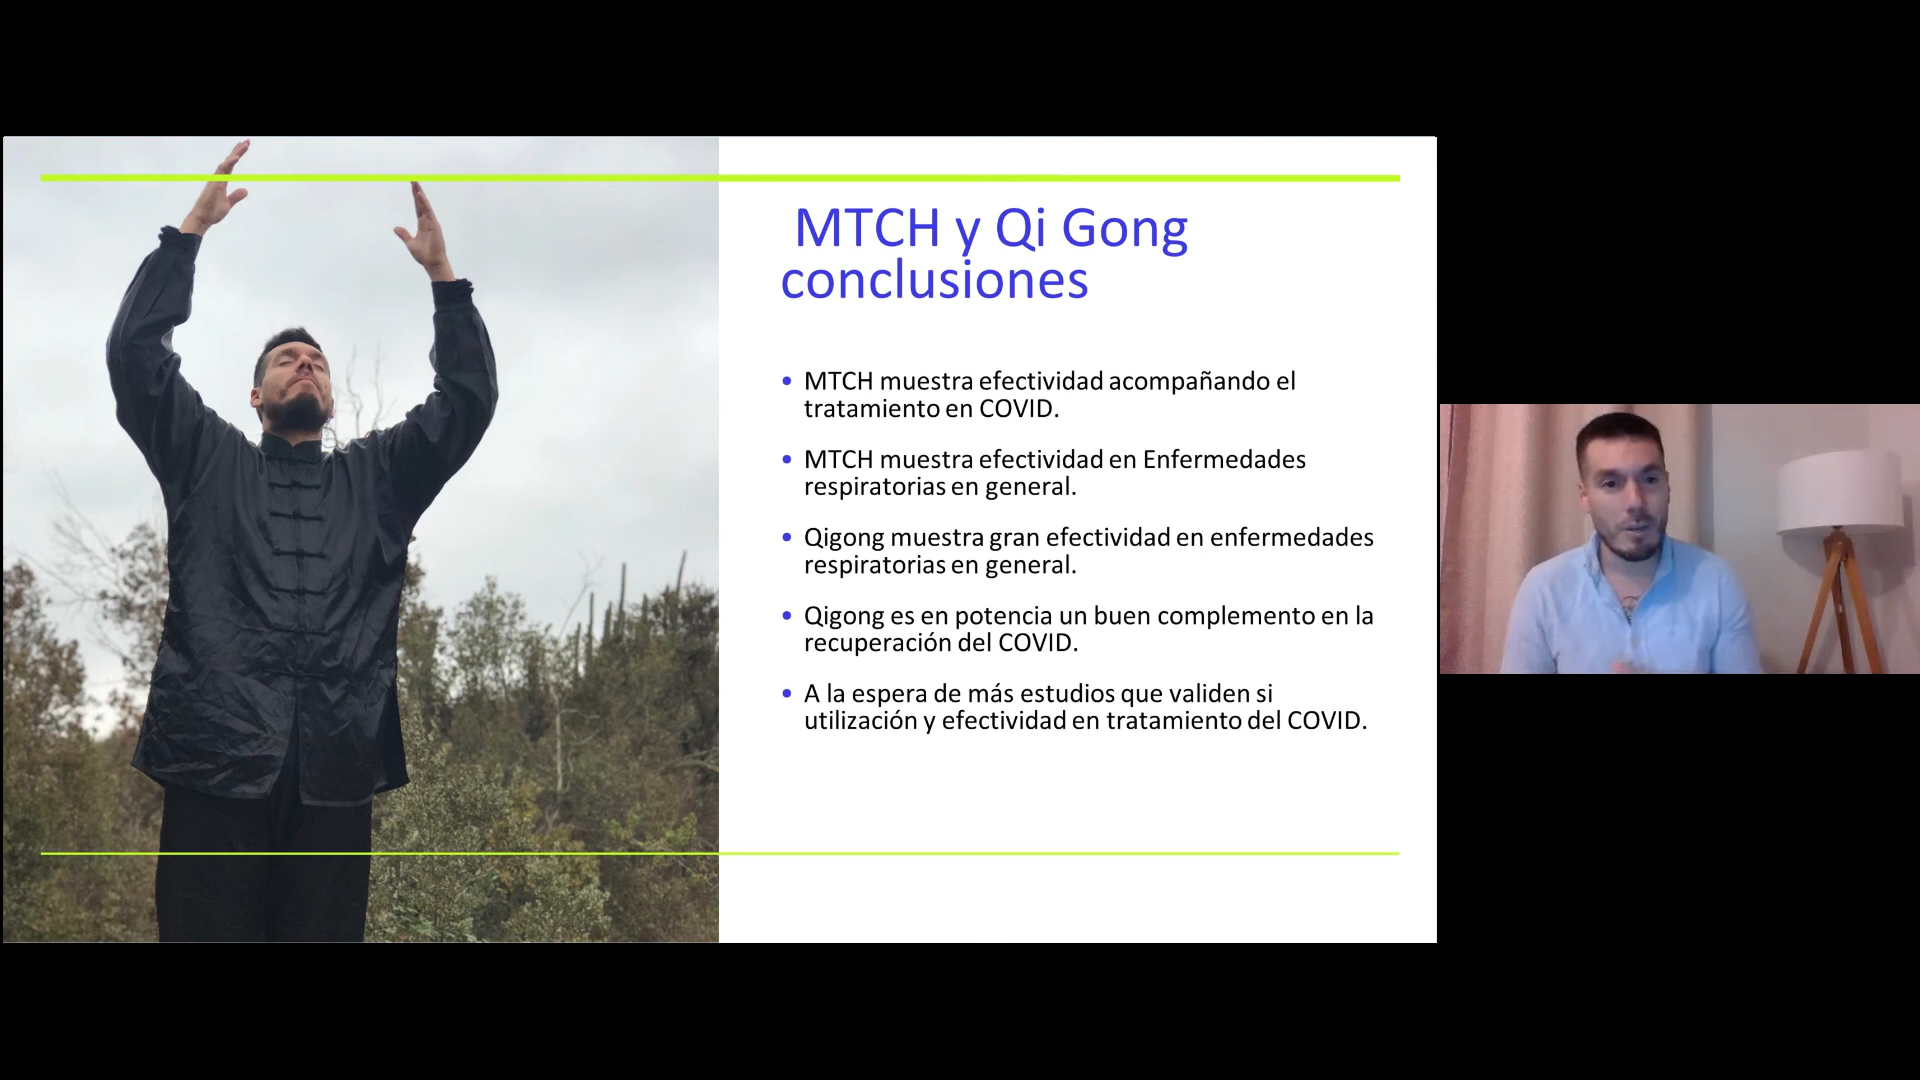 MTCH y Qi Gong
conclusiones
• MTCH muestra efectividad acompañando el
tratamiento en COVID.
• MTCH muestra efectividad en Enfermedades
respiratorias en general.
• Qigong muestra gran efectividad en enfermedades
respiratorias en general.
• Qigong es en potencia un buen complemento en la
recuperación del COVID.
• A la espera de más estudios que validen si
utilización y efectividad en tratamiento del COVID.